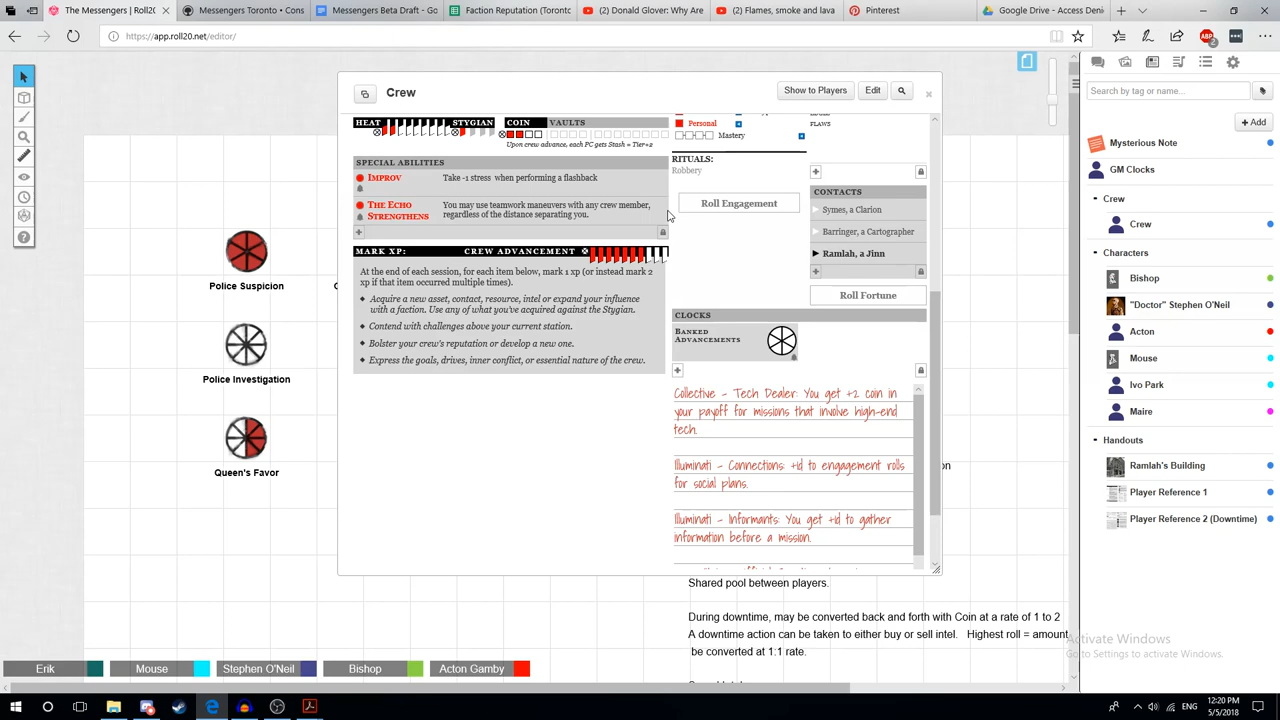 The Messengers | Roll20
Messengers Toronto • Cons
Messengers Beta Draft - Go
Faction Reputation (Toronto
(2) Donald Glover: Why Are
(2) Flames, smoke and lava
Pinterest
Google Drive - Access Deni
https://app.roll20.net/editor/
ABP
2
Crew
Show to Players
Edit
HEAT
STYGIAN
COIN
VAULTS
Upon crew advance, each PC gets Stash = Tier+2
SPECIAL ABILITIES
IMPROV
Take -1 stress when performing a flashback
THE ECHO
STRENGTHENS
You may use teamwork maneuvers with any crew member,
regardless of the distance separating you.
MARK XP:
CREW ADVANCEMENT
At the end of each session, for each item below, mark 1 xp (or instead mark 2
xp if that item occurred multiple times).
Acquire a new asset, contact, resource, intel or expand your influence
with a faction. Use any of what you've acquired against the Stygian.
Contend with challenges above your current station.
Bolster your crew's reputation or develop a new one.
Express the goals, drives, inner conflict, or essential nature of the crew.
Personal
Mastery
FLAWS
RITUALS:
Robbery
Roll Engagement
CONTACTS
Symes, a Clarion
Barringer, a Cartographer
Ramlah, a Jinn
Roll Fortune
CLOCKS
BANKED
ADVANCEMENTS
Collective - Tech Dealer: You get +2 coin in
your payoff for missions that involve high-end
tech.
Illuminati - Connections: +1d to engagement rolls
for social plans.
Illuminati - Informants: You get +1d to gather
information before a mission.
Police Suspicion
Police Investigation
Queen's Favor
Shared pool between players.
During downtime, may be converted back and forth with Coin at a rate of 1 to 2
A downtime action can be taken to either buy or sell intel. Highest roll = amount
be converted at 1:1 rate.
Search by tag or name...
+ Add
Mysterious Note
GM Clocks
Crew
Crew
Characters
Bishop
"Doctor" Stephen O'Neil
Acton
Mouse
Ivo Park
Maire
Handouts
Ramlah's Building
Player Reference 1
Player Reference 2 (Downtime)
Activate Windows
Go to Settings to activate Windows.
Erik
Mouse
Stephen O'Neil
Bishop
Acton Gamby
12:20 PM
5/5/2018